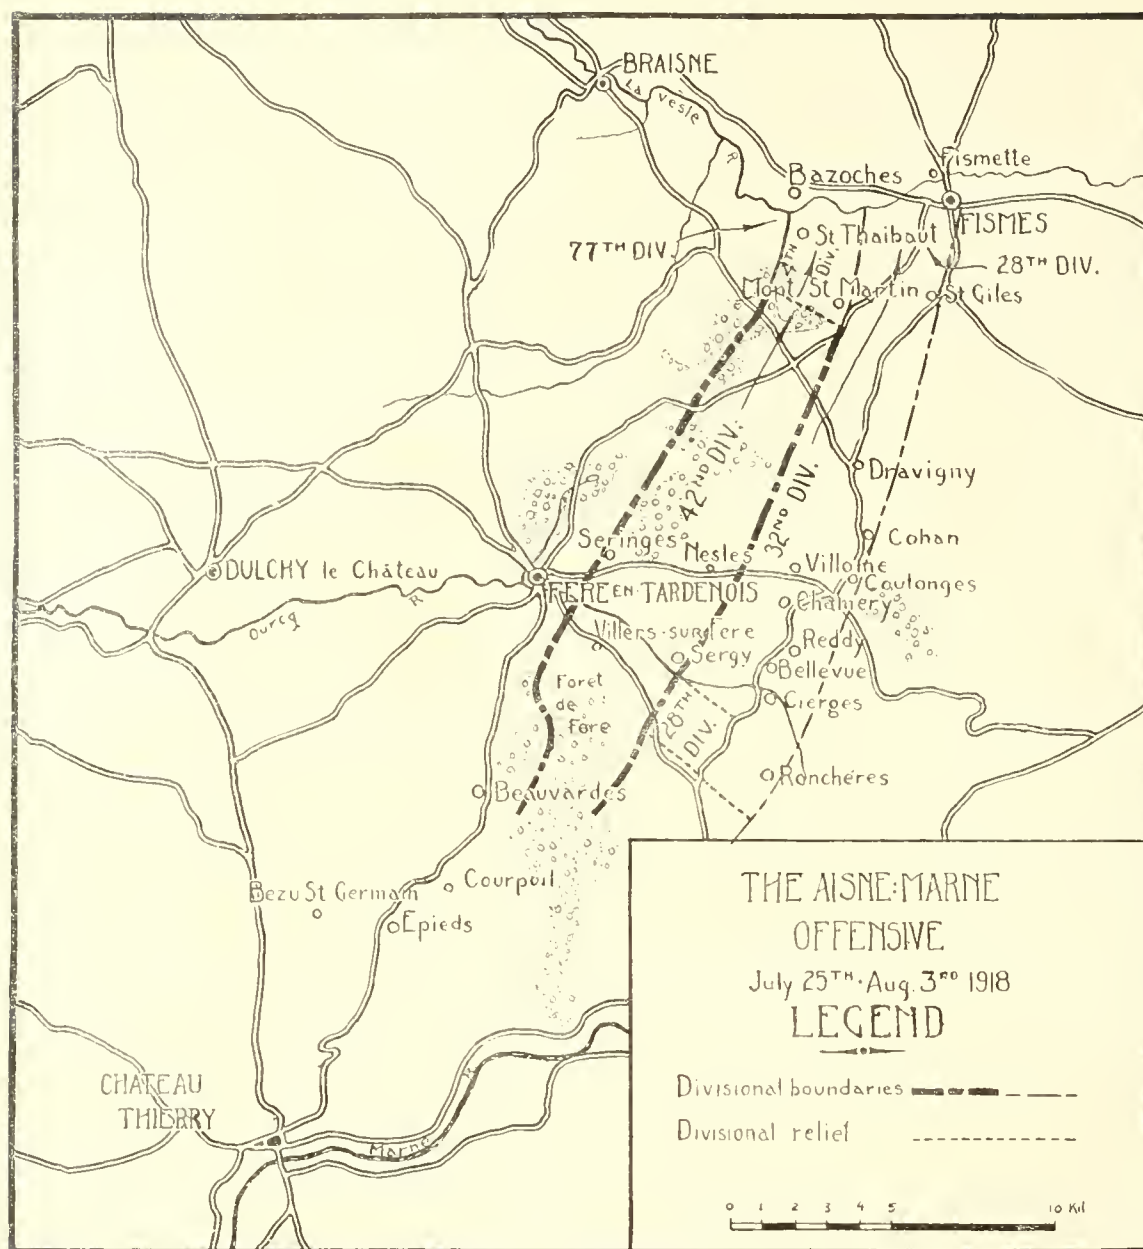 BRAISNE
La Vesle
R
Fismette
Bazoches
FISMES
St Thaibaut
77TH DIV.
4TH DIV.
28TH DIV.
Mont St Martin
St Giles
42ND DIV.
32ND DIV.
Dravigny
Cohan
Seringes
Nesles
Villome
Coulonges
DULCHY le Château
FERE EN TARDENOIS
Chamery
Ourcq
R
Villers-sur Fere
Reddy
Sergy
Bellevue
Foret
de
Fère
Cierges
28TH
DIV.
Ronchères
Beauvardes
Courpoil
Bezu St Germain
Epieds
CHATEAU
THIERRY
Marne
R
THE AISNE:MARNE
OFFENSIVE
July 25TH - Aug. 3RD 1918
LEGEND
Divisional boundaries
Divisional relief
0 1 2 3 4 5 10 Kil